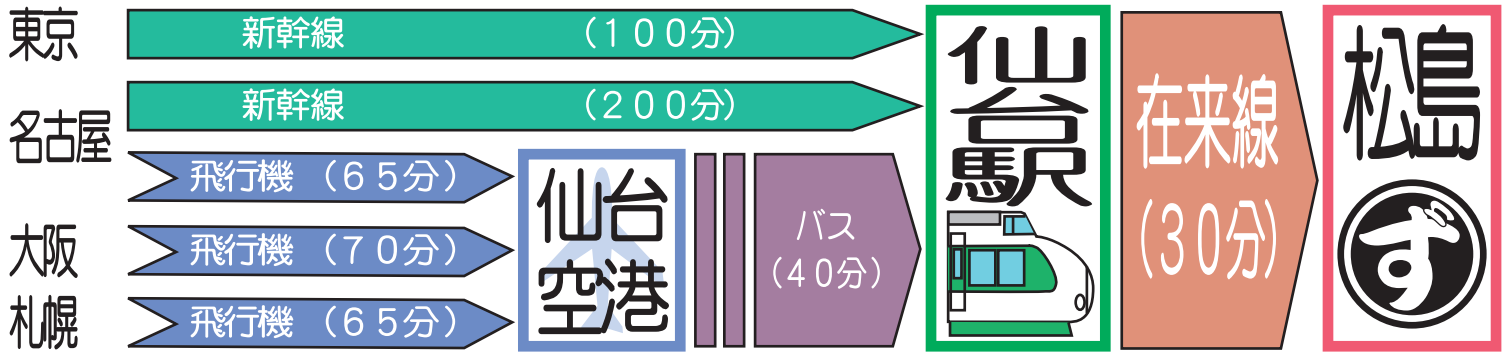 東京
新幹線 （100分）
名古屋
新幹線 （200分）
飛行機 （65分）
大阪
飛行機 （70分）
札幌
飛行機 （65分）
仙台
空港
バス
（40分）
仙台駅
在来線
（30分）
松島
す